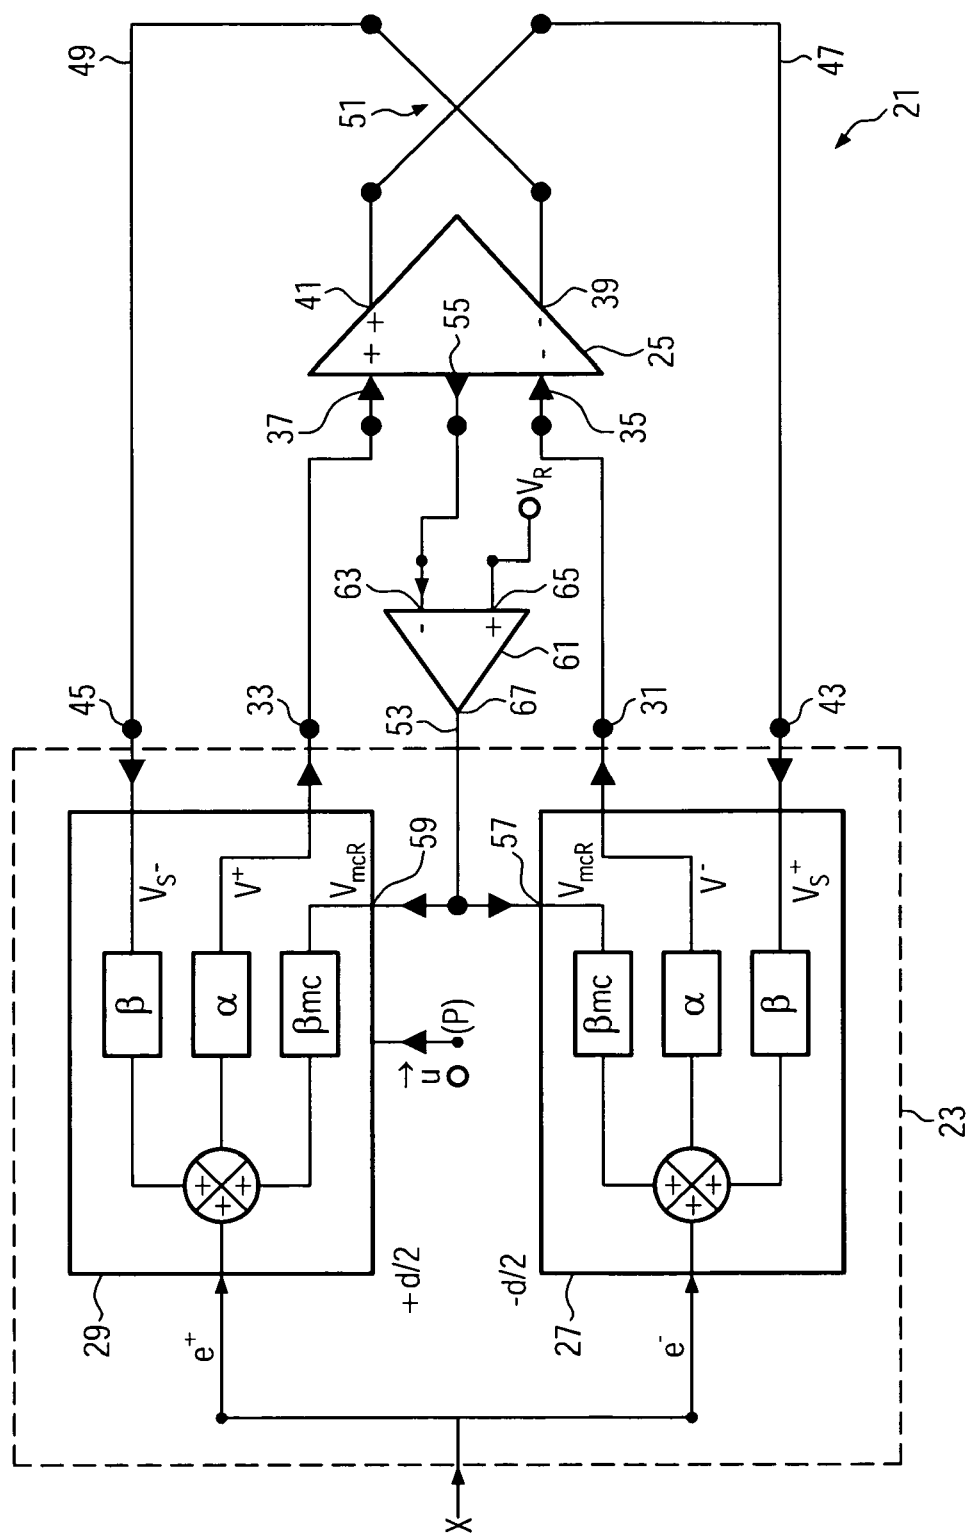 29
45
49
β
V_S^-
+
e^+
+
α
V^+
+
33
37
41
51
βmc
V_mcR
63
+ +
59
-
+d/2
u
(P)
53
55
X
67
+
V_R
-d/2
57
65
61
- -
39
βmc
V_mcR
27
31
35
25
+
e^-
+
α
V^-
+
β
V_S^+
43
47
21
23